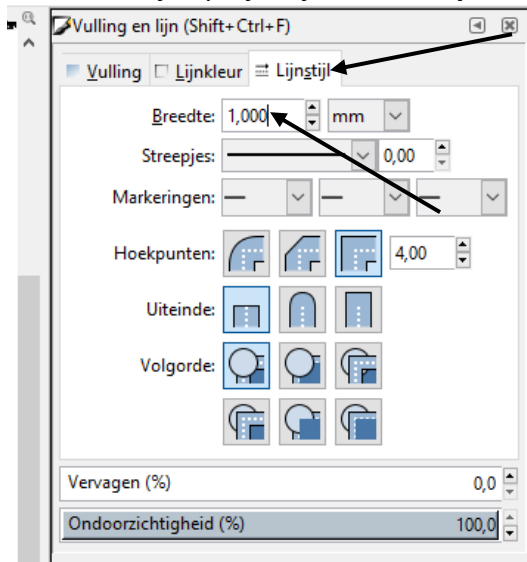 Vulling en lijn (Shift+Ctrl+F)
Vulling Lijnkleur Lijnstijl
Breedte: 1,000 mm
Streepjes: 0,00
Markeringen:
Hoekpunten: 4,00
Uiteinde:
Volgorde:
Vervagen (%) 0,0
Ondoorzichtigheid (%) 100,0